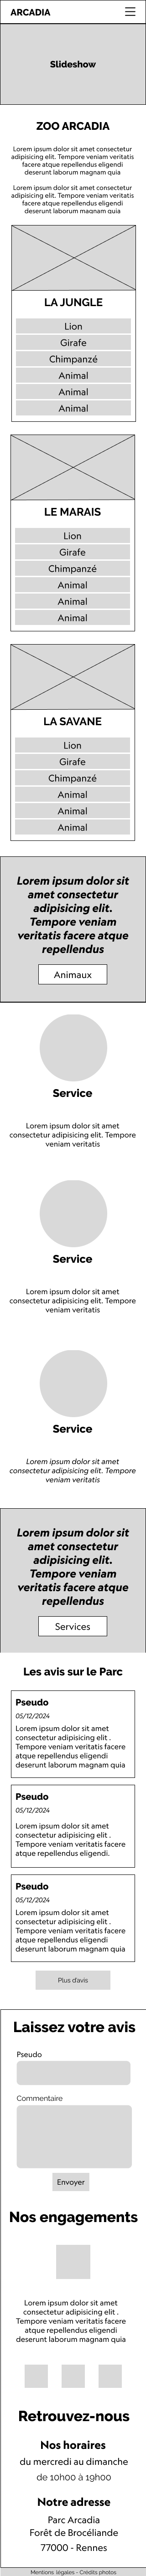 ARCADIA
Slideshow
ZOO ARCADIA
Lorem ipsum dolor sit amet consectetur
adipisicing elit. Tempore veniam veritatis
facere atque repellendus eligendi
deserunt laborum magnam quia
Lorem ipsum dolor sit amet consectetur
adipisicing elit. Tempore veniam veritatis
facere atque repellendus eligendi
deserunt laborum magnam quia
LA JUNGLE
Lion
Girafe
Chimpanzé
Animal
Animal
Animal
LE MARAIS
Lion
Girafe
Chimpanzé
Animal
Animal
Animal
LA SAVANE
Lion
Girafe
Chimpanzé
Animal
Animal
Animal
Lorem ipsum dolor sit
amet consectetur
adipisicing elit.
Tempore veniam
veritatis facere atque
repellendus
Animaux
Service
Lorem ipsum dolor sit amet
consectetur adipisicing elit. Tempore
veniam veritatis
Service
Lorem ipsum dolor sit amet
consectetur adipisicing elit. Tempore
veniam veritatis
Service
Lorem ipsum dolor sit amet
consectetur adipisicing elit. Tempore
veniam veritatis
Lorem ipsum dolor sit
amet consectetur
adipisicing elit.
Tempore veniam
veritatis facere atque
repellendus
Services
Les avis sur le Parc
Pseudo
05/12/2024
Lorem ipsum dolor sit amet
consectetur adipisicing elit .
Tempore veniam veritatis facere
atque repellendus eligendi
deserunt laborum magnam quia
Pseudo
05/12/2024
Lorem ipsum dolor sit amet
consectetur adipisicing elit .
Tempore veniam veritatis facere
atque repellendus eligendi.
Pseudo
05/12/2024
Lorem ipsum dolor sit amet
consectetur adipisicing elit .
Tempore veniam veritatis facere
atque repellendus eligendi
deserunt laborum magnam quia
Plus d'avis
Laissez votre avis
Pseudo
Commentaire
Envoyer
Nos engagements
Lorem ipsum dolor sit amet
consectetur adipisicing elit .
Tempore veniam veritatis facere
atque repellendus eligendi
deserunt laborum magnam quia
Retrouvez-nous
Nos horaires
du mercredi au dimanche
de 10h00 à 19h00
Notre adresse
Parc Arcadia
Forêt de Brocéliande
77000 - Rennes
Mentions légales - Crédits photos